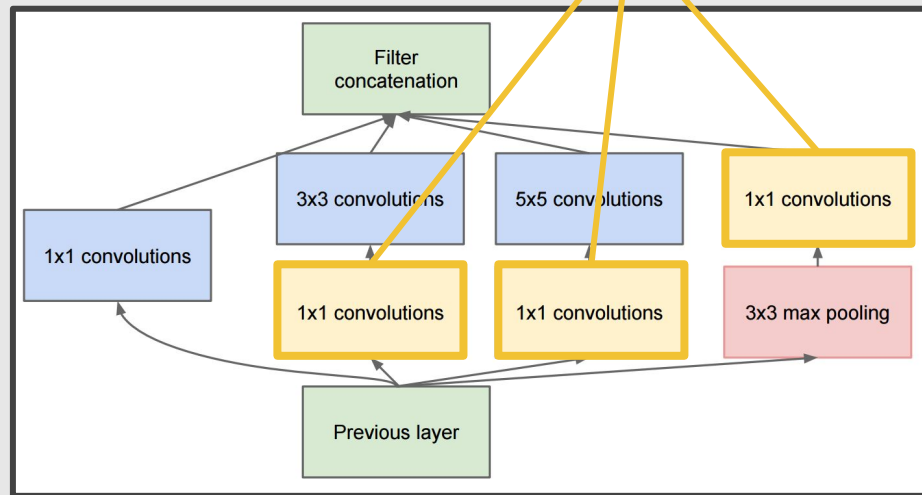 Filter
concatenation
3x3 convolutions
5x5 convolutions
1x1 convolutions
1x1 convolutions
1x1 convolutions
1x1 convolutions
3x3 max pooling
Previous layer